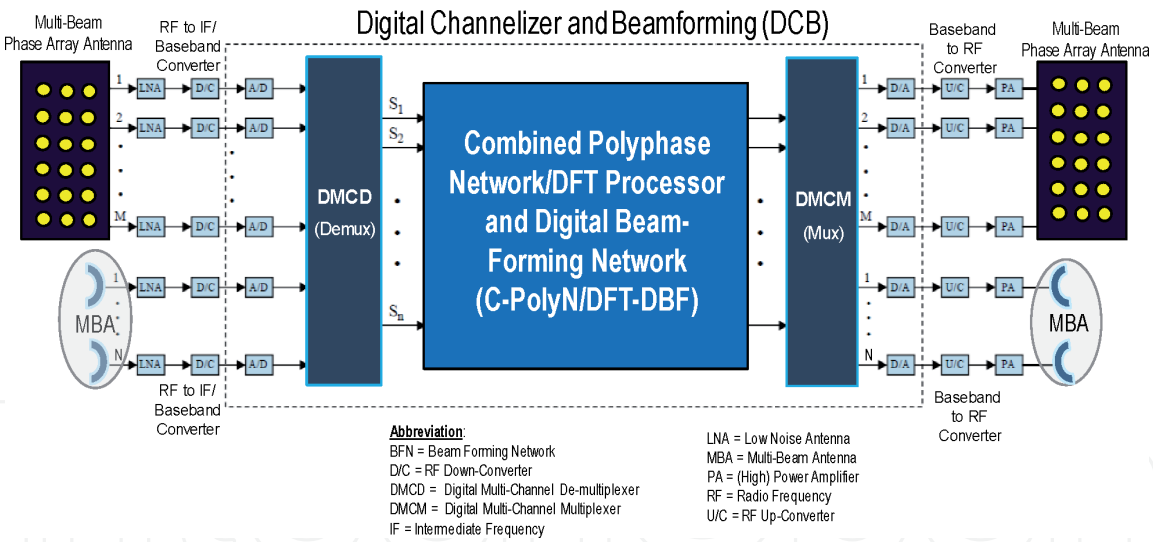 Digital Channelizer and Beamforming (DCB)
Multi-Beam
Phase Array Antenna
RF to IF/
Baseband
Converter
Baseband
to RF
Converter
Multi-Beam
Phase Array Antenna
1 LNA D/C A/D
2 LNA D/C A/D
M LNA D/C A/D
1 LNA D/C A/D
N LNA D/C A/D
MBA
RF to IF/
Baseband
Converter
DMCD
(Demux)
S1
S2
Sn
Combined Polyphase
Network/DFT Processor
and Digital Beam-
Forming Network
(C-PolyN/DFT-DBF)
DMCM
(Mux)
1 D/A U/C PA
2 D/A U/C PA
M D/A U/C PA
1 D/A U/C PA
N D/A U/C PA
MBA
Baseband
to RF
Converter
Abbreviation:
BFN = Beam Forming Network
D/C = RF Down-Converter
DMCD = Digital Multi-Channel De-multiplexer
DMCM = Digital Multi-Channel Multiplexer
IF = Intermediate Frequency
LNA = Low Noise Antenna
MBA = Multi-Beam Antenna
PA = (High) Power Amplifier
RF = Radio Frequency
U/C = RF Up-Converter